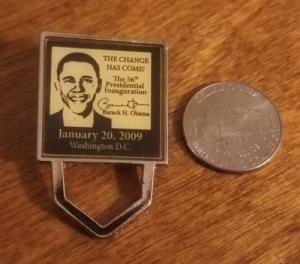 THE CHANGE
HAS COME!
The 56th
Presidential
Inauguration
Barack H. Obama
January 20, 2009
Washington D.C.